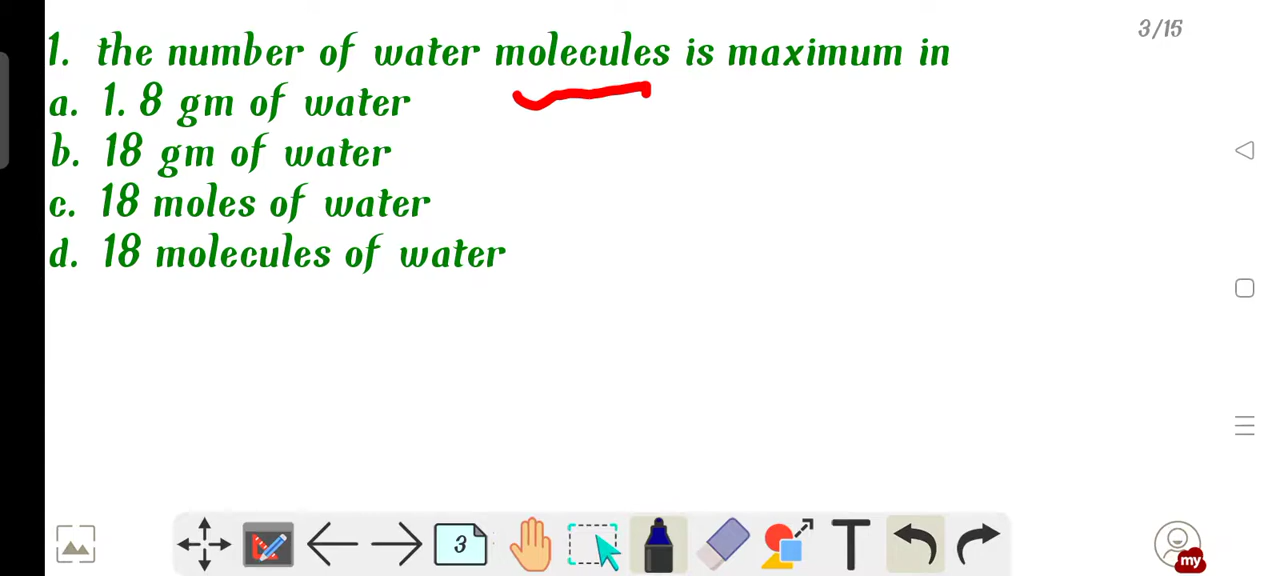 3/15
1. the number of water molecules is maximum in
a. 1. 8 gm of water
b. 18 gm of water
c. 18 moles of water
d. 18 molecules of water
3
T
my